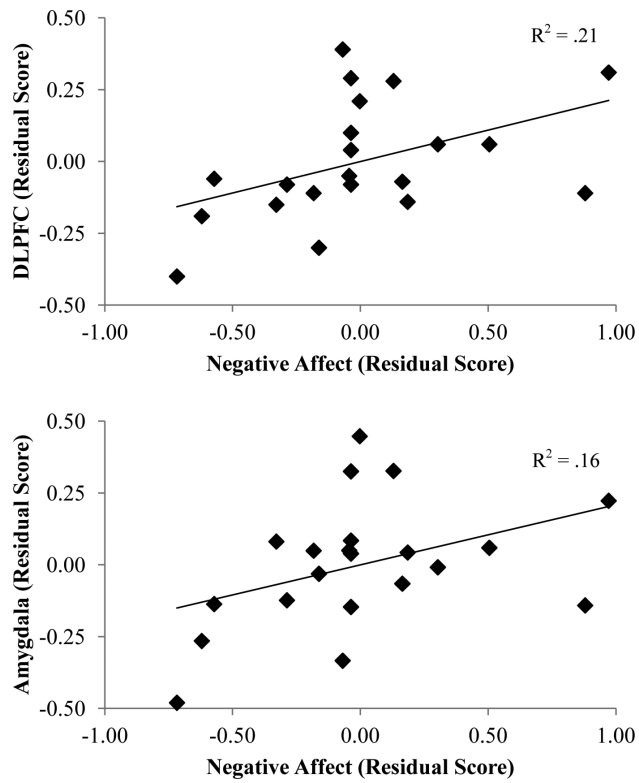 0.50
R² = .21
0.25
0.00
-0.25
-0.50
DLPFC (Residual Score)
-1.00 -0.50 0.00 0.50 1.00
Negative Affect (Residual Score)
0.50
R² = .16
0.25
0.00
-0.25
-0.50
Amygdala (Residual Score)
-1.00 -0.50 0.00 0.50 1.00
Negative Affect (Residual Score)